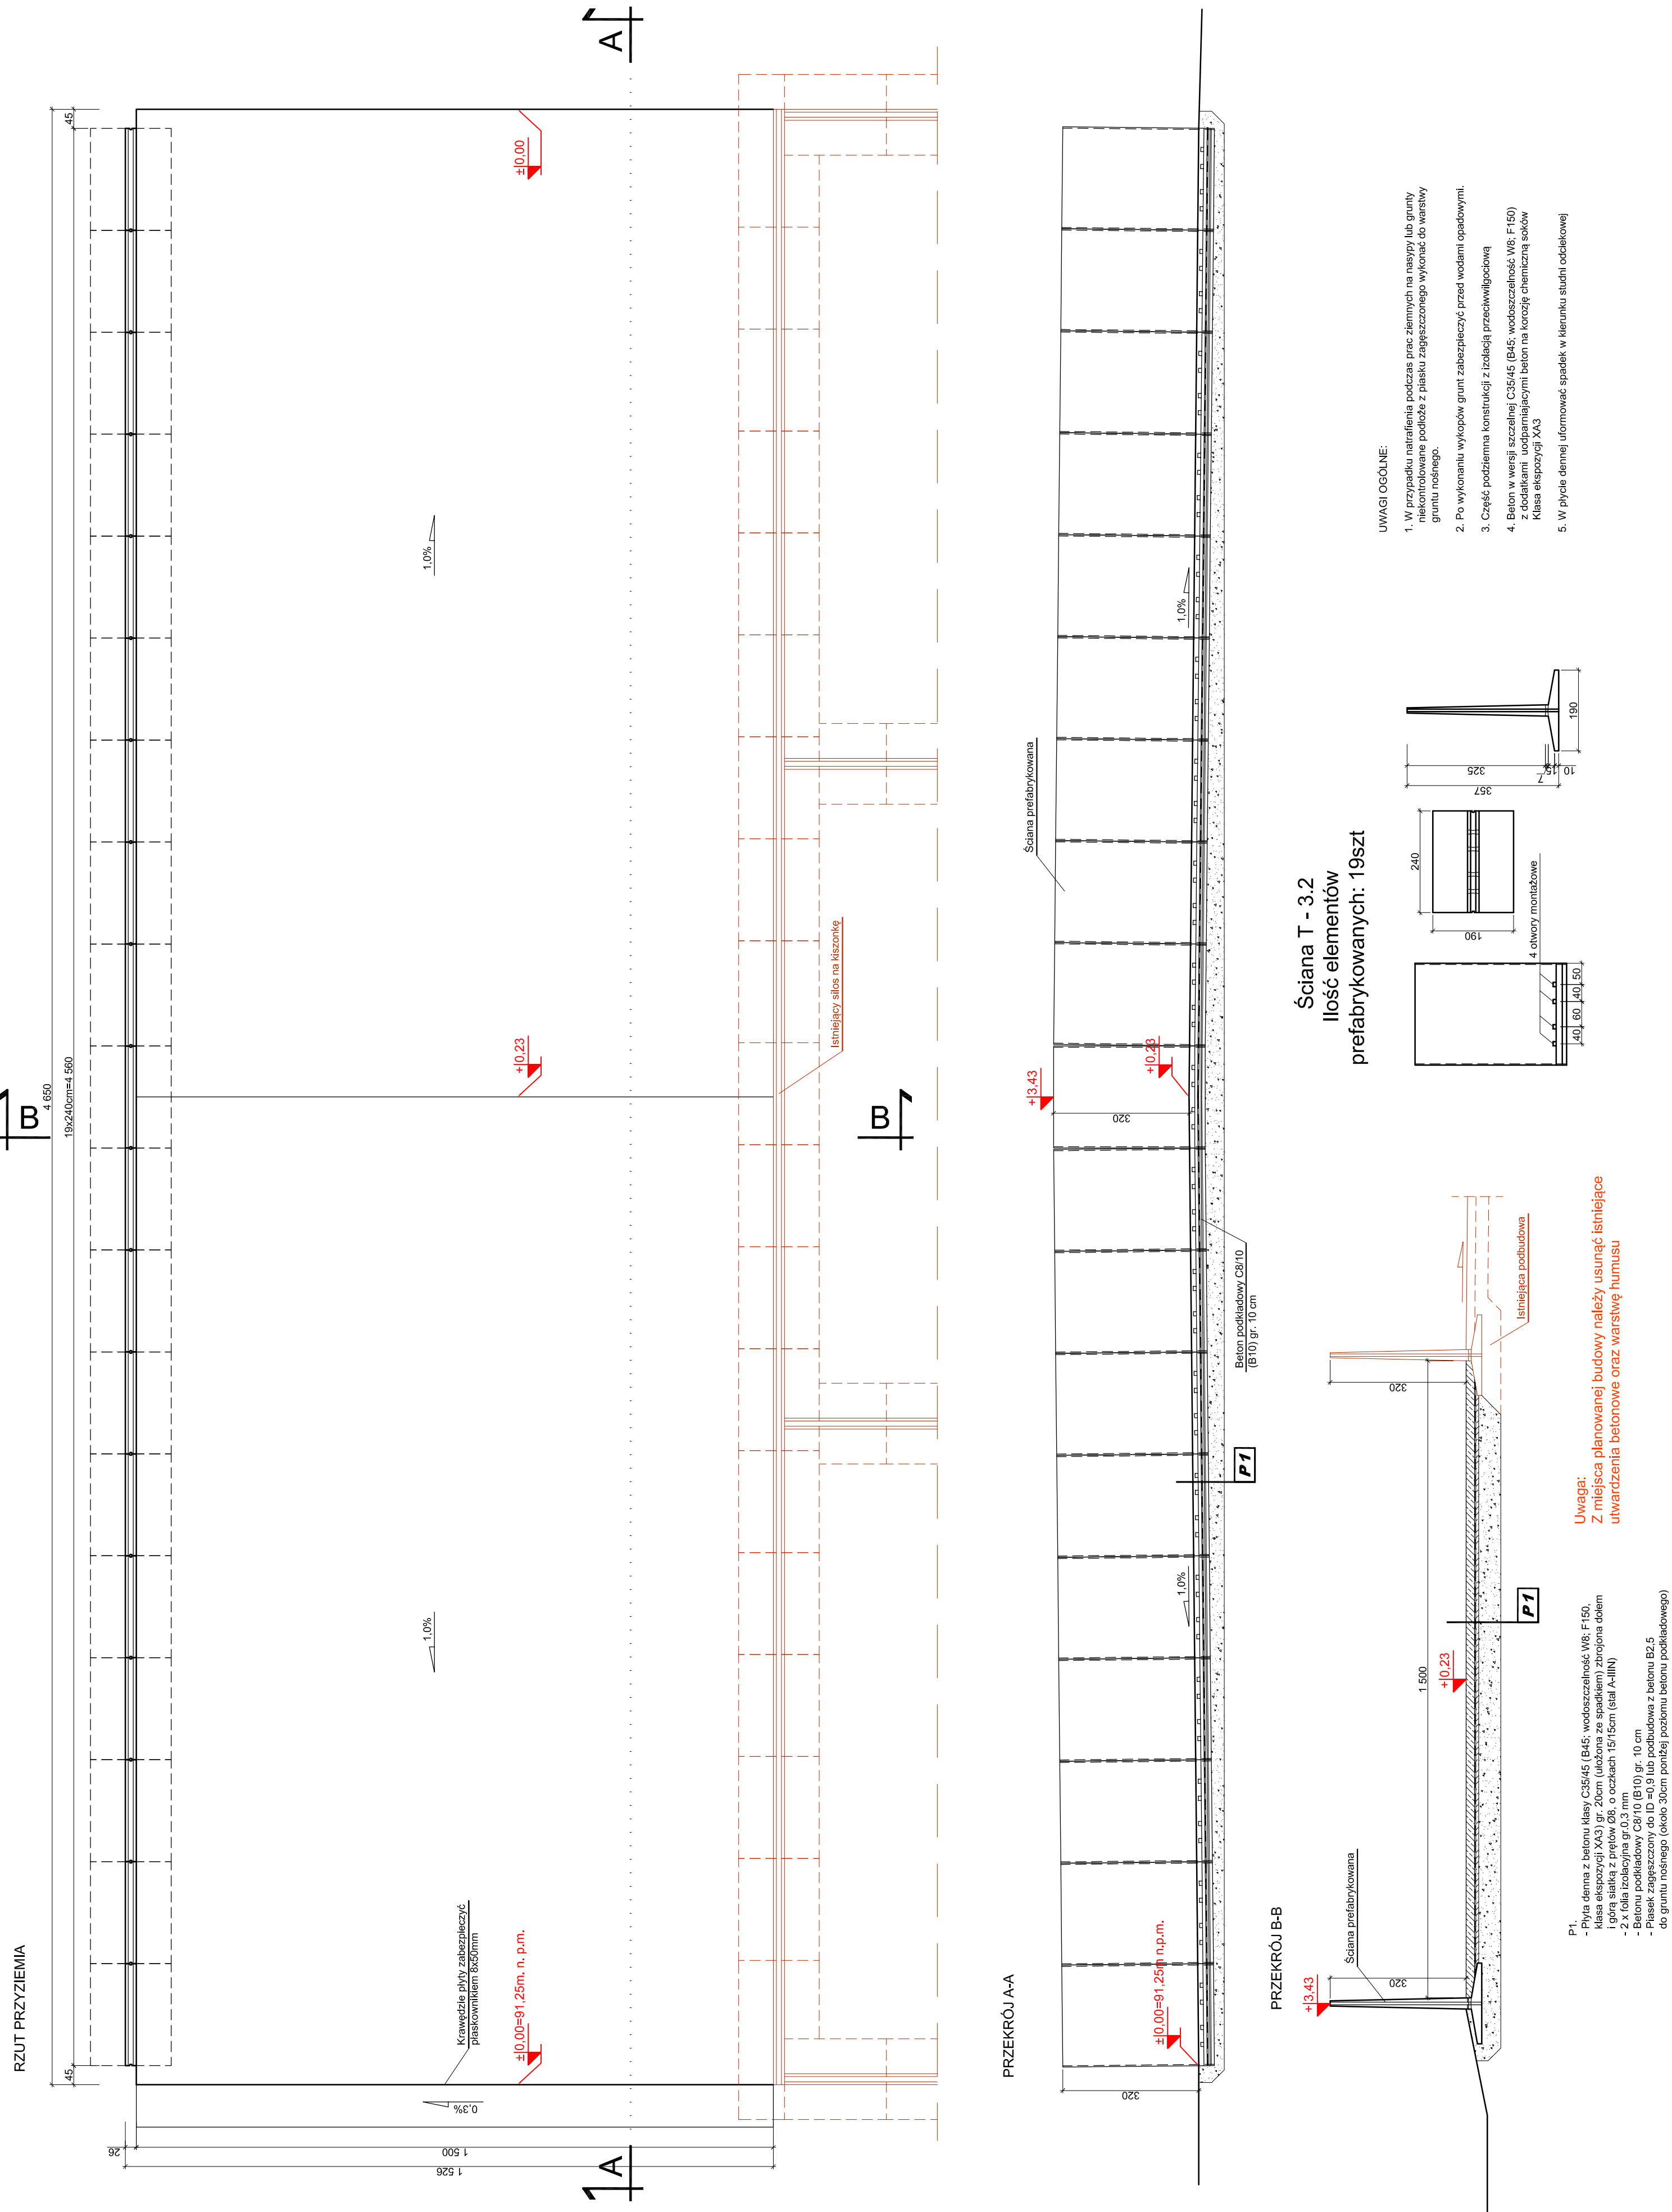 RZUT PRZYZIEMIA
B
4 650
45
19x240cm=4 560
45
A
±0,00
1,0%
+0,23
1,0%
Krawędzie płyty zabezpieczyć
płaskownikiem 8x50mm
±0,00=91,25m. n. p.m.
0,3%
26
1 500
1 526
A
B
Istniejący silos na kiszonkę
PRZEKRÓJ A-A
Ściana prefabrykowana
+3,43
320
+0,23
1,0%
1,0%
±0,00=91,25m n.p.m.
320
Beton podkładowy C8/10
(B10) gr. 10 cm
P1
PRZEKRÓJ B-B
Ściana prefabrykowana
+3,43
320
1 500
+0,23
320
P1
Istniejąca podbudowa
P1.
- Płyta denna z betonu klasy C35/45 ( B45; wodoszczelność W8; F150,
klasa ekspozycji XA3) gr. 20cm (ułożona ze spadkiem) zbrojona dołem
i górą siatką z prętów Ø8, o oczkach 15/15cm (stal A-IIIN)
- 2 x folia izolacyjna gr.0,3 mm
- Betonu podkładowy C8/10 (B10) gr. 10 cm
- Piasek zagęszczony do ID =0,9 lub podbudowa z betonu B2,5
do gruntu nośnego (około 30cm poniżej poziomu betonu podkładowego)
Uwaga:
Z miejsca planowanej budowy należy usunąć istniejące
utwardzenia betonowe oraz warstwę humusu
Ściana T - 3.2
Ilość elementów
prefabrykowanych: 19szt
40
60
40
50
4 otwory montażowe
240
190
357
325
7
15
10
190
UWAGI OGÓLNE:
1. W przypadku natrafienia podczas prac ziemnych na nasypy lub grunty
niekontrolowane podłoże z piasku zagęszczonego wykonać do warstwy
gruntu nośnego.
2. Po wykonaniu wykopów grunt zabezpieczyć przed wodami opadowymi.
3. Część podziemna konstrukcji z izolacją przeciwwilgociową
4. Beton w wersji szczelnej C35/45 (B45; wodoszczelność W8; F150)
z dodatkami uodparniajacymi beton na korozję chemiczną soków
Klasa ekspozycji XA3
5. W płycie dennej uformować spadek w kierunku studni odciekowej